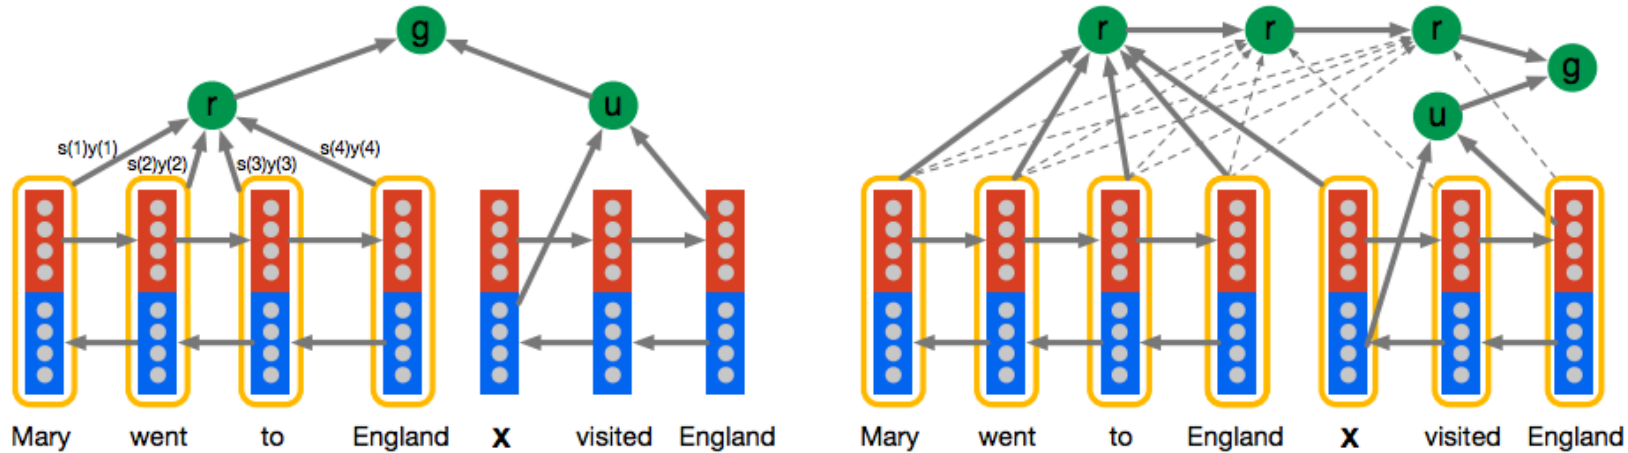 g
r
u
s(1)y(1)
s(2)y(2)
s(3)y(3)
s(4)y(4)
Mary went to England X visited England
r r r
g
u
Mary went to England X visited England